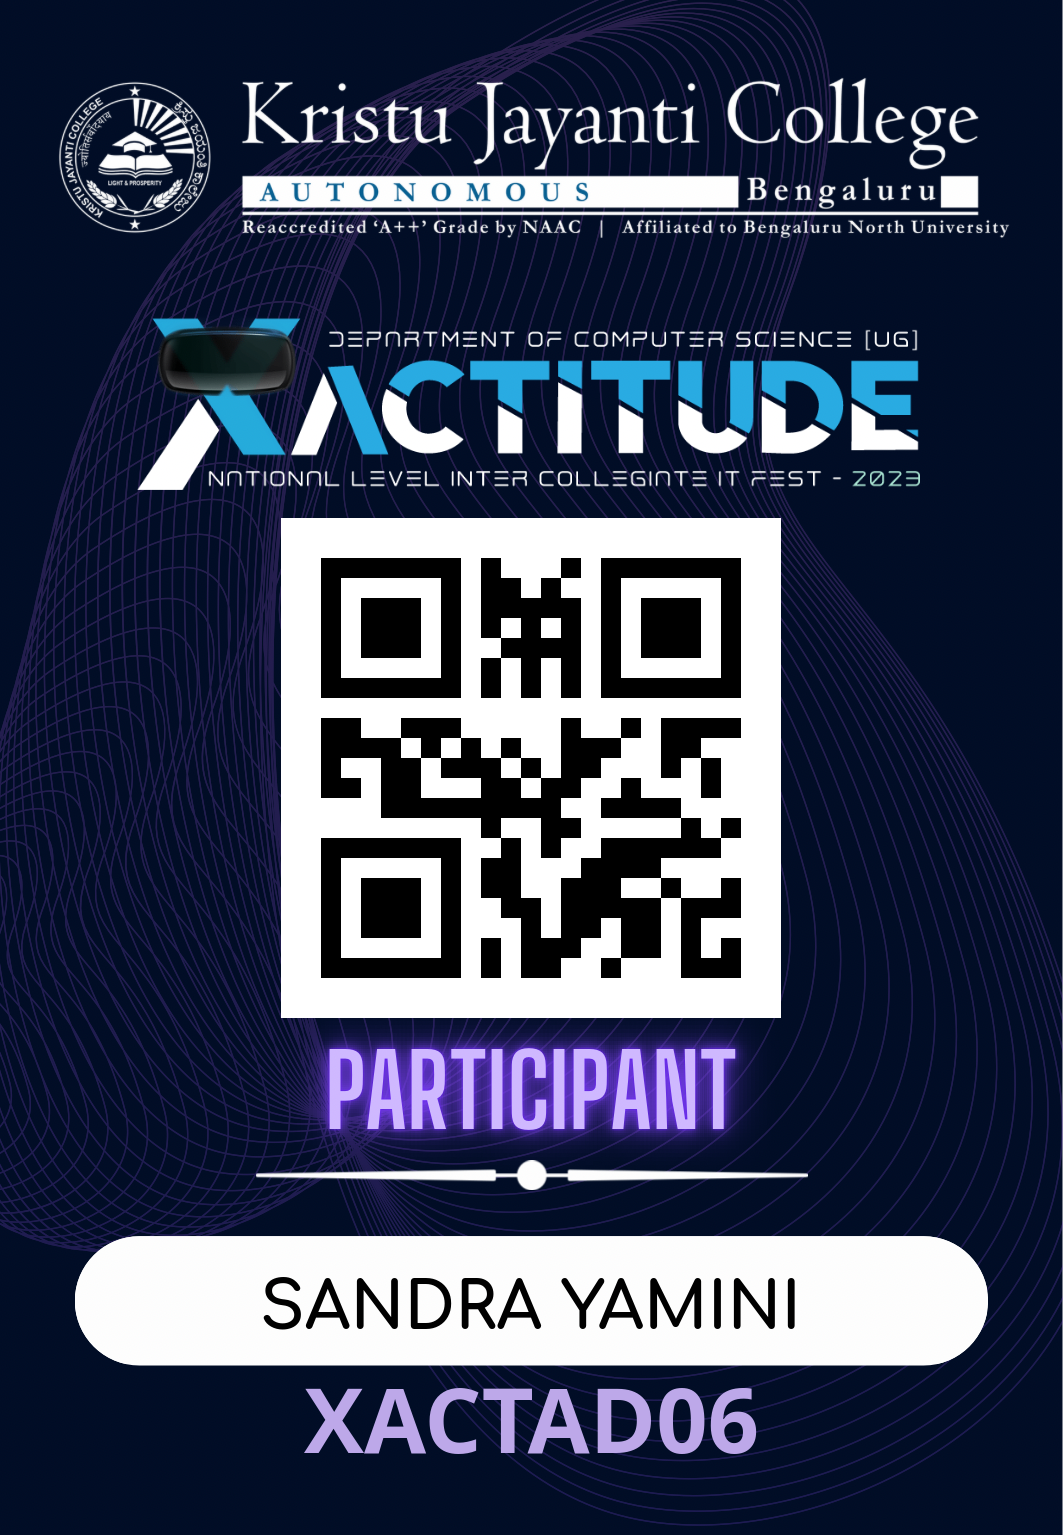 KRISTU JAYANTI COLLEGE
LIGHT & PROSPERITY
Kristu Jayanti College
AUTONOMOUS Bengaluru
Reaccredited ‘A++’ Grade by NAAC | Affiliated to Bengaluru North University
DEPARTMENT OF COMPUTER SCIENCE [UG]
XACTITUDE
NATIONAL LEVEL INTER COLLEGIATE IT FEST - 2023
PARTICIPANT
SANDRA YAMINI
XACTAD06